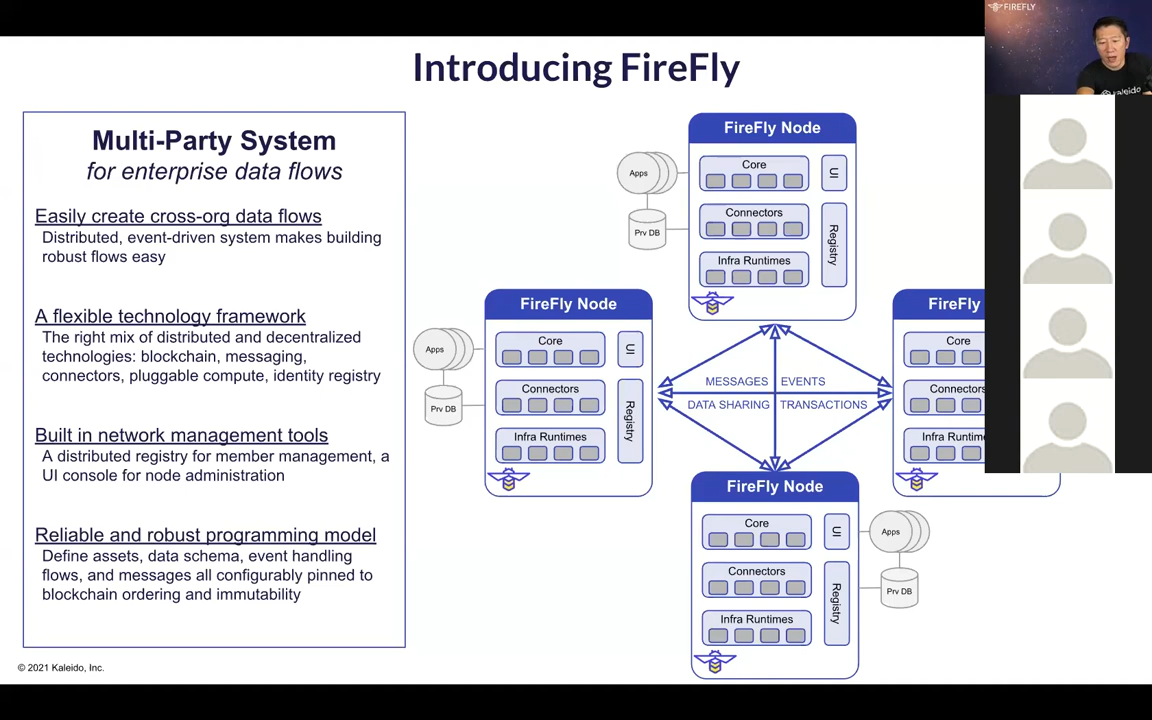 FIREFLY
kaleido
Introducing FireFly
Multi-Party System
for enterprise data flows
Easily create cross-org data flows
Distributed, event-driven system makes building
robust flows easy
A flexible technology framework
The right mix of distributed and decentralized
technologies: blockchain, messaging,
connectors, pluggable compute, identity registry
Built in network management tools
A distributed registry for member management, a
UI console for node administration
Reliable and robust programming model
Define assets, data schema, event handling
flows, and messages all configurably pinned to
blockchain ordering and immutability
FireFly Node
Core
UI
Connectors
Registry
Infra Runtimes
Apps
Prv DB
FireFly Node
Core
UI
Connectors
Registry
Infra Runtimes
Apps
Prv DB
MESSAGES
EVENTS
DATA SHARING
TRANSACTIONS
FireFly
Core
Connectors
Infra Runtime
FireFly Node
Core
UI
Connectors
Registry
Infra Runtimes
Apps
Prv DB
© 2021 Kaleido, Inc.